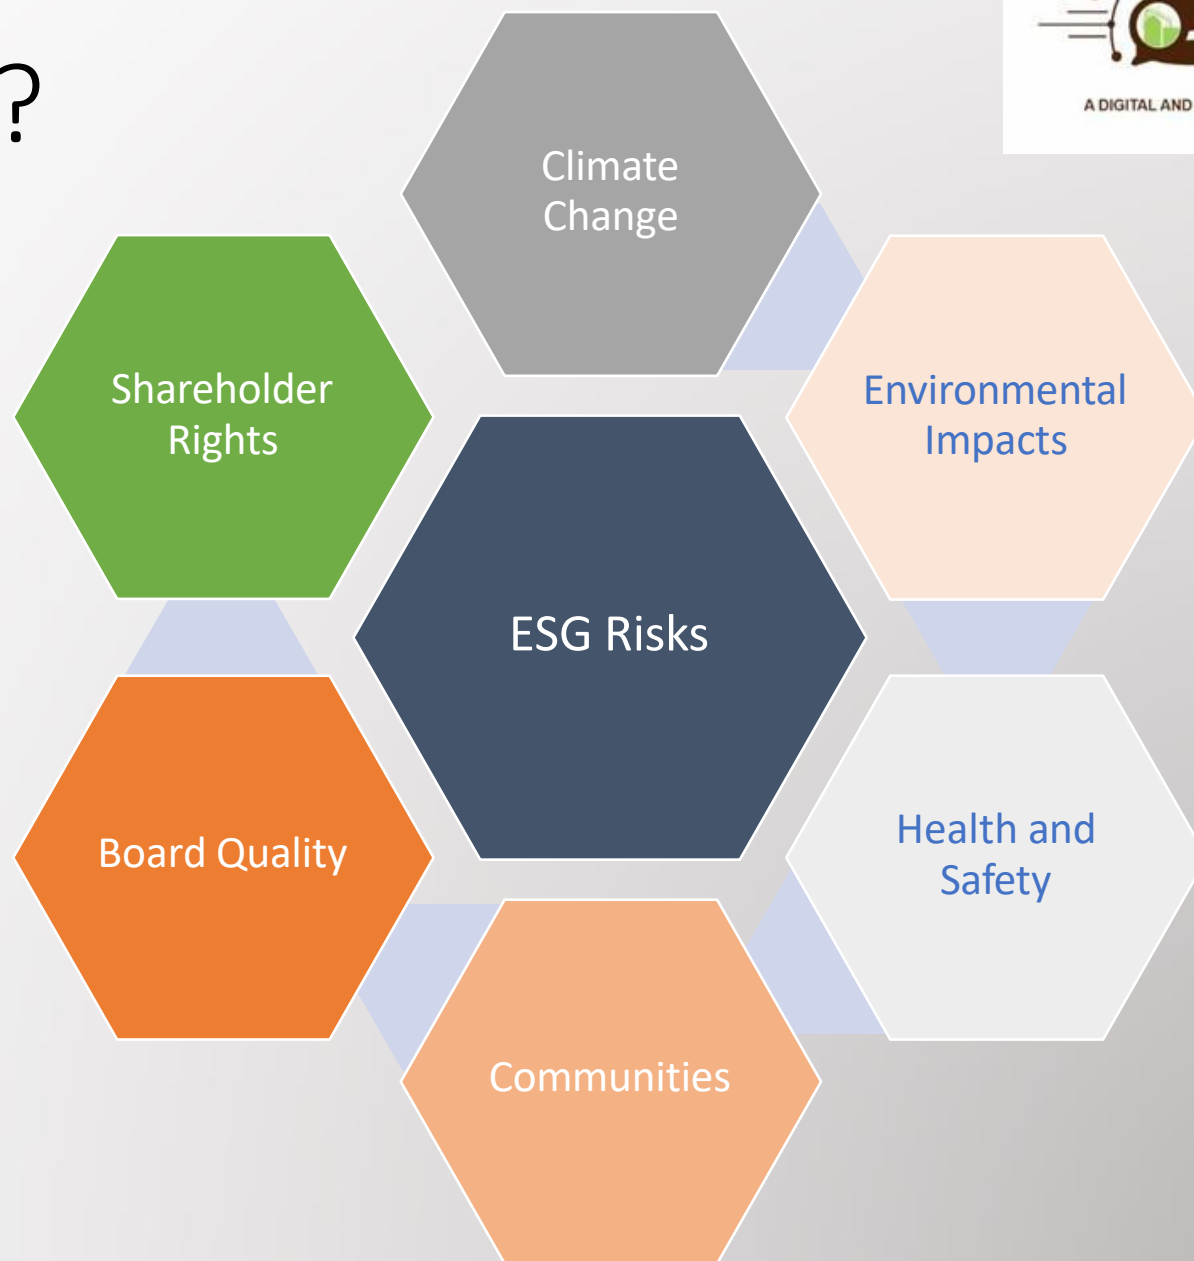 ?
A DIGITAL AND
Climate
Change
Shareholder
Rights
Environmental
Impacts
ESG Risks
Board Quality
Health and
Safety
Communities